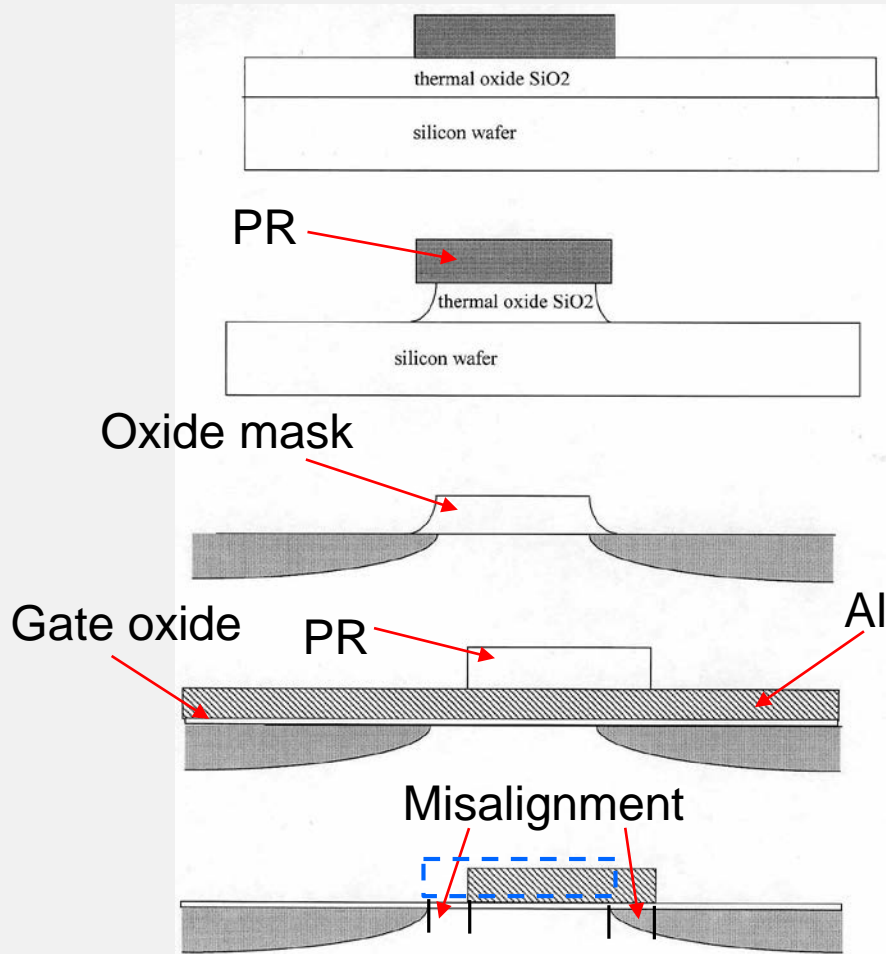 thermal oxide SiO2
silicon wafer
PR
thermal oxide SiO2
silicon wafer
Oxide mask
Gate oxide
PR
Al
Misalignment